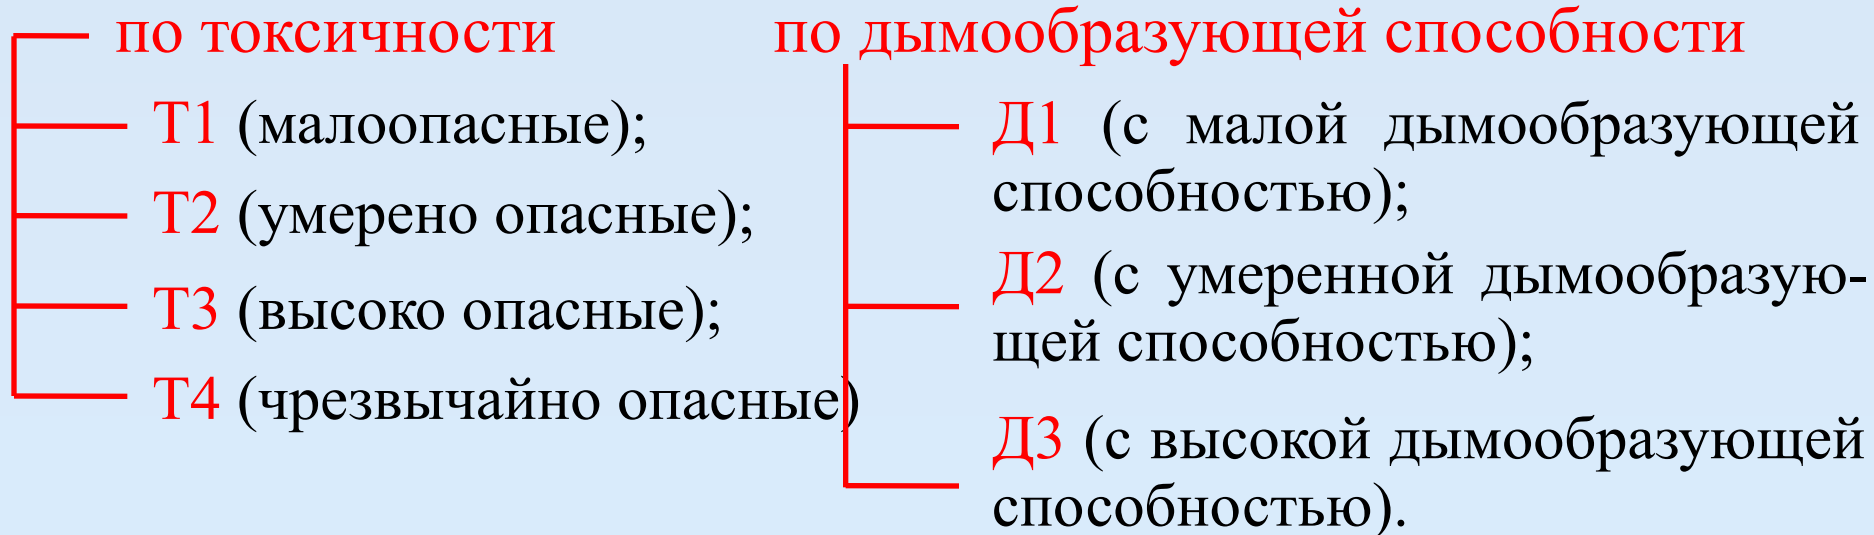 по токсичности
Т1 (малоопасные);
Т2 (умерено опасные);
Т3 (высоко опасные);
Т4 (чрезвычайно опасные)
по дымообразующей способности
Д1 (с малой дымообразующей
способностью);
Д2 (с умеренной дымообразую-
щей способностью);
Д3 (с высокой дымообразующей
способностью).